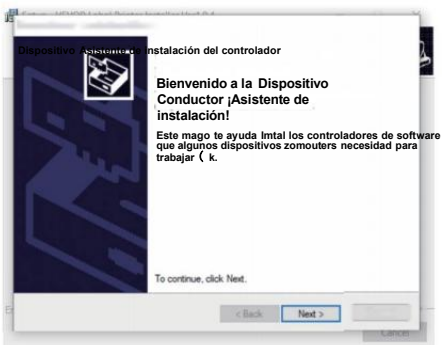 Dispositivo Asistente de instalación del controlador
Bienvenido a la Dispositivo
Conductor ¡Asistente de
instalación!
Este mago te ayuda Imtal los controladores de software
que algunos dispositivos zomouters necesidad para
trabajar ( k.
To continue, click Next.
< Back
Next >
Cancel